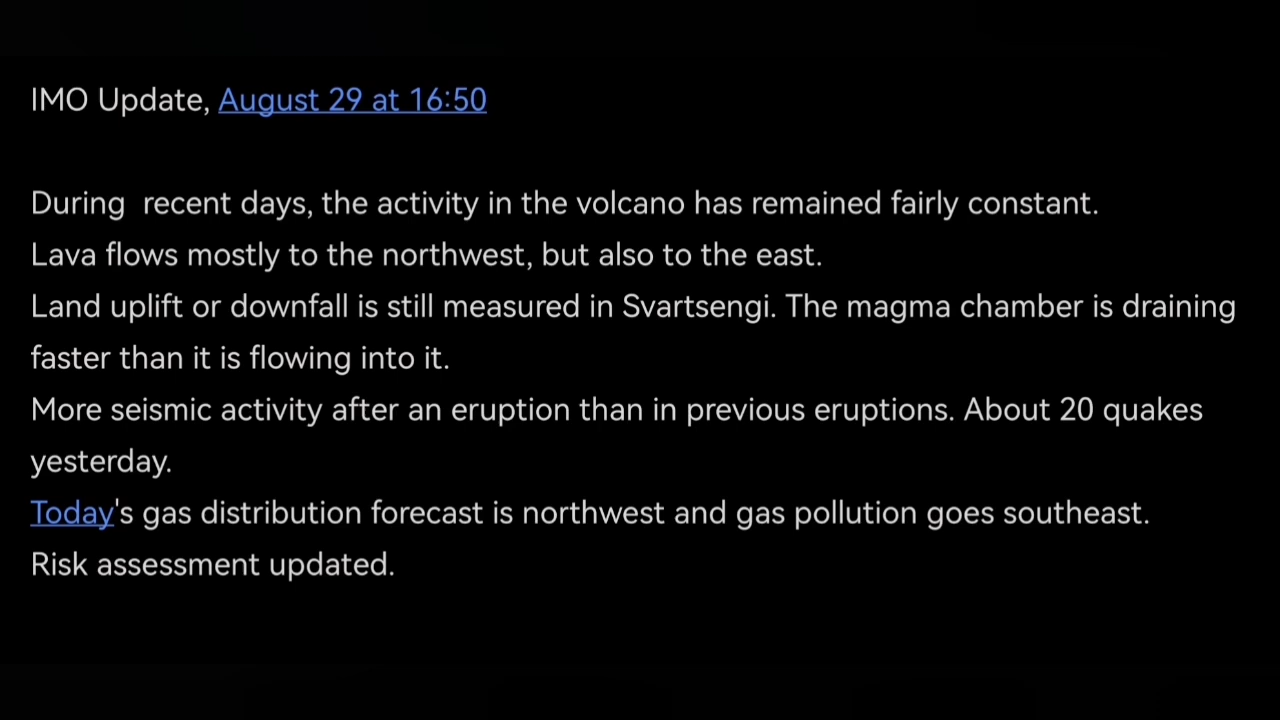 IMO Update, August 29 at 16:50
During  recent days, the activity in the volcano has remained fairly constant.
Lava flows mostly to the northwest, but also to the east.
Land uplift or downfall is still measured in Svartsengi. The magma chamber is draining
faster than it is flowing into it.
More seismic activity after an eruption than in previous eruptions. About 20 quakes
yesterday.
Today's gas distribution forecast is northwest and gas pollution goes southeast.
Risk assessment updated.